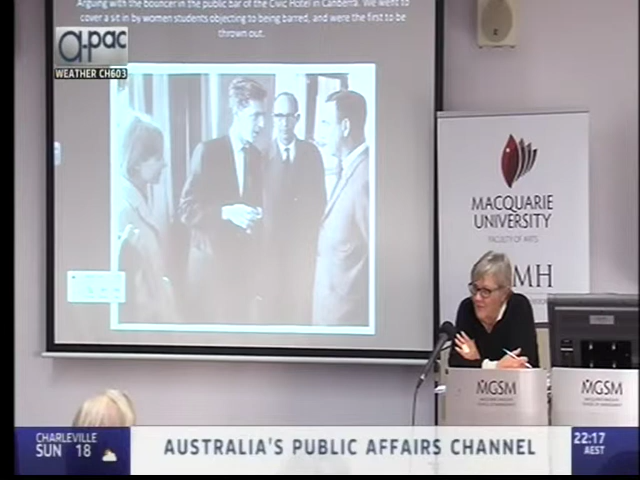 Arguing with the bouncer in the public bar of the Civic Hotel in Canberra. We went to
cover a sit in by women students objecting to being barred, and were the first to be
thrown out.
a-pac
WEATHER CH603
MACQUARIE
UNIVERSITY
FACULTY OF ARTS
MH
MGSM
MGSM
CHARLEVILLE
SUN 18
AUSTRALIA'S PUBLIC AFFAIRS CHANNEL
22:17
AEST